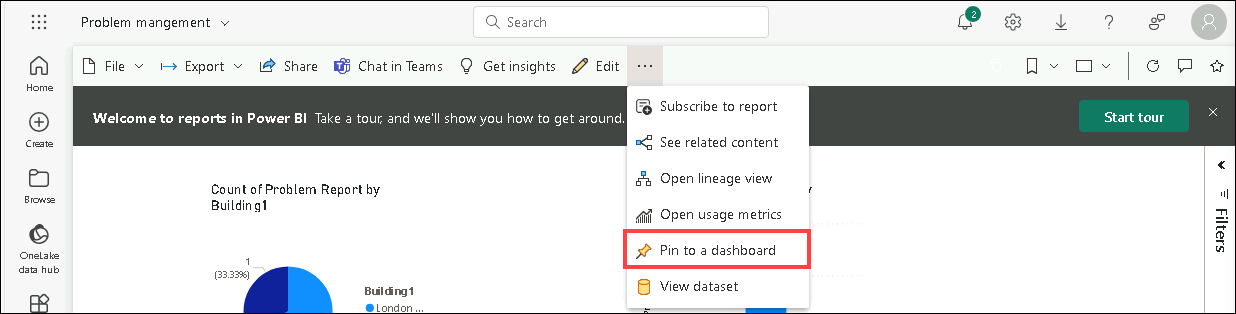 Problem mangement
Search
2
File
Export
Share
Chat in Teams
Get insights
Edit
Home
Create
Browse
OneLake
data hub
Welcome to reports in Power BI Take a tour, and we'll show you how to get around.
Start tour
Subscribe to report
See related content
Open lineage view
Open usage metrics
Pin to a dashboard
View dataset
Count of Problem Report by
Building1
1
(33.33%)
Building1
London ...
Filters